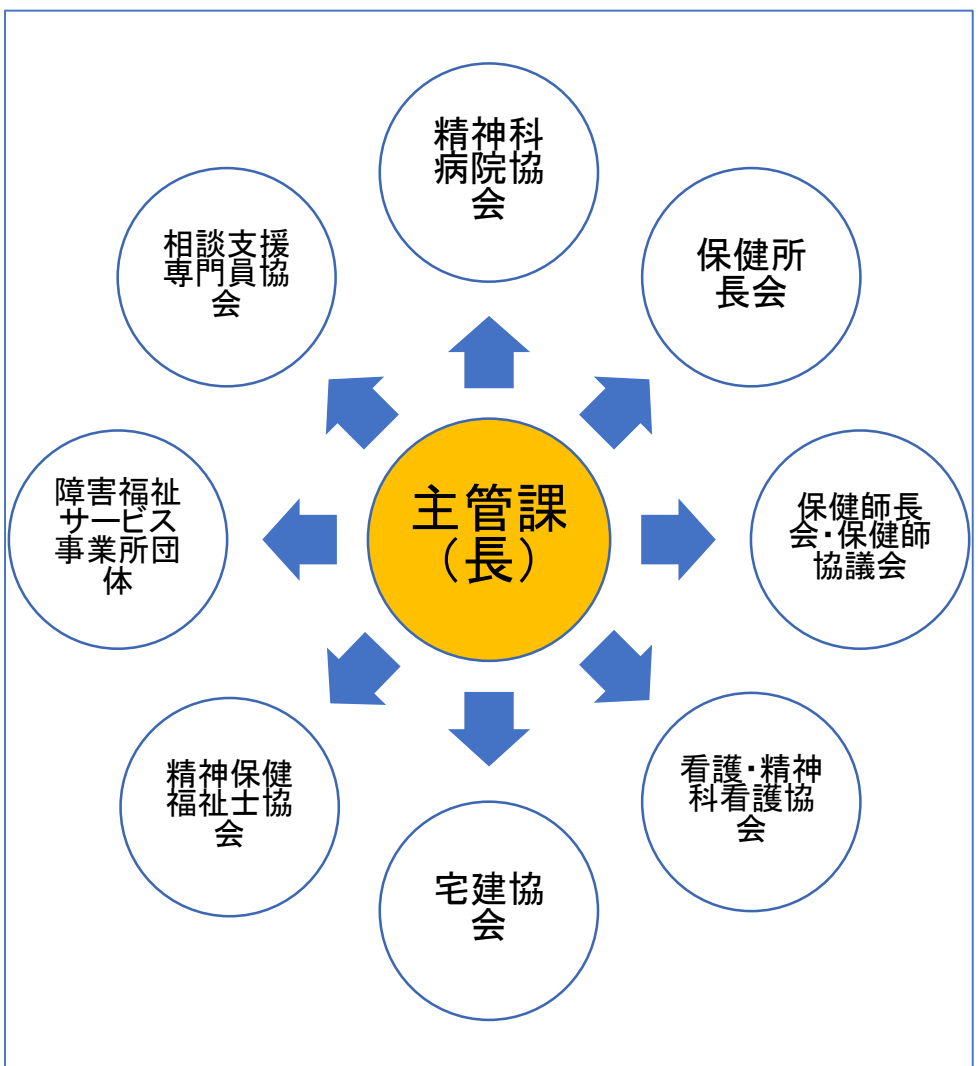 精神科
病院協
会
保健所
長会
保健師長
会・保健師
協議会
看護・精神
科看護協
会
宅建協
会
精神保健
福祉士協
会
障害福祉
サービス
事業所団
体
相談支援
専門員協
会
主管課
（長）